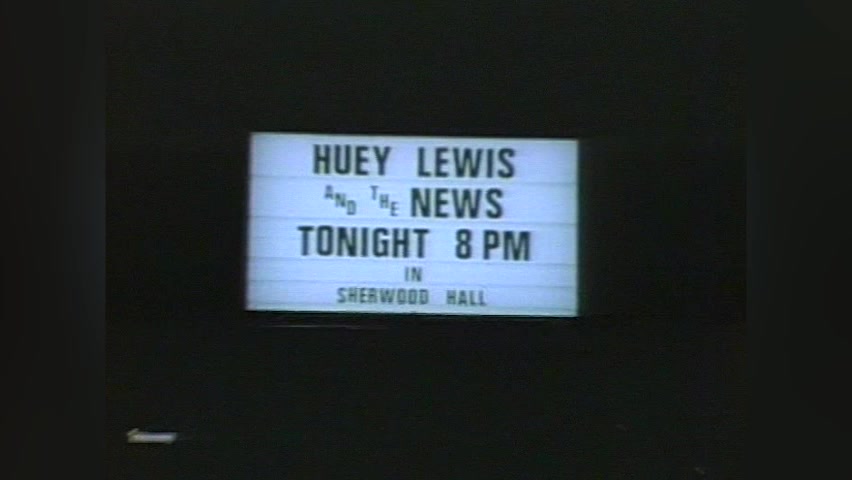 HUEY LEWIS
AND THE NEWS
TONIGHT 8 PM
IN
SHERWOOD HALL